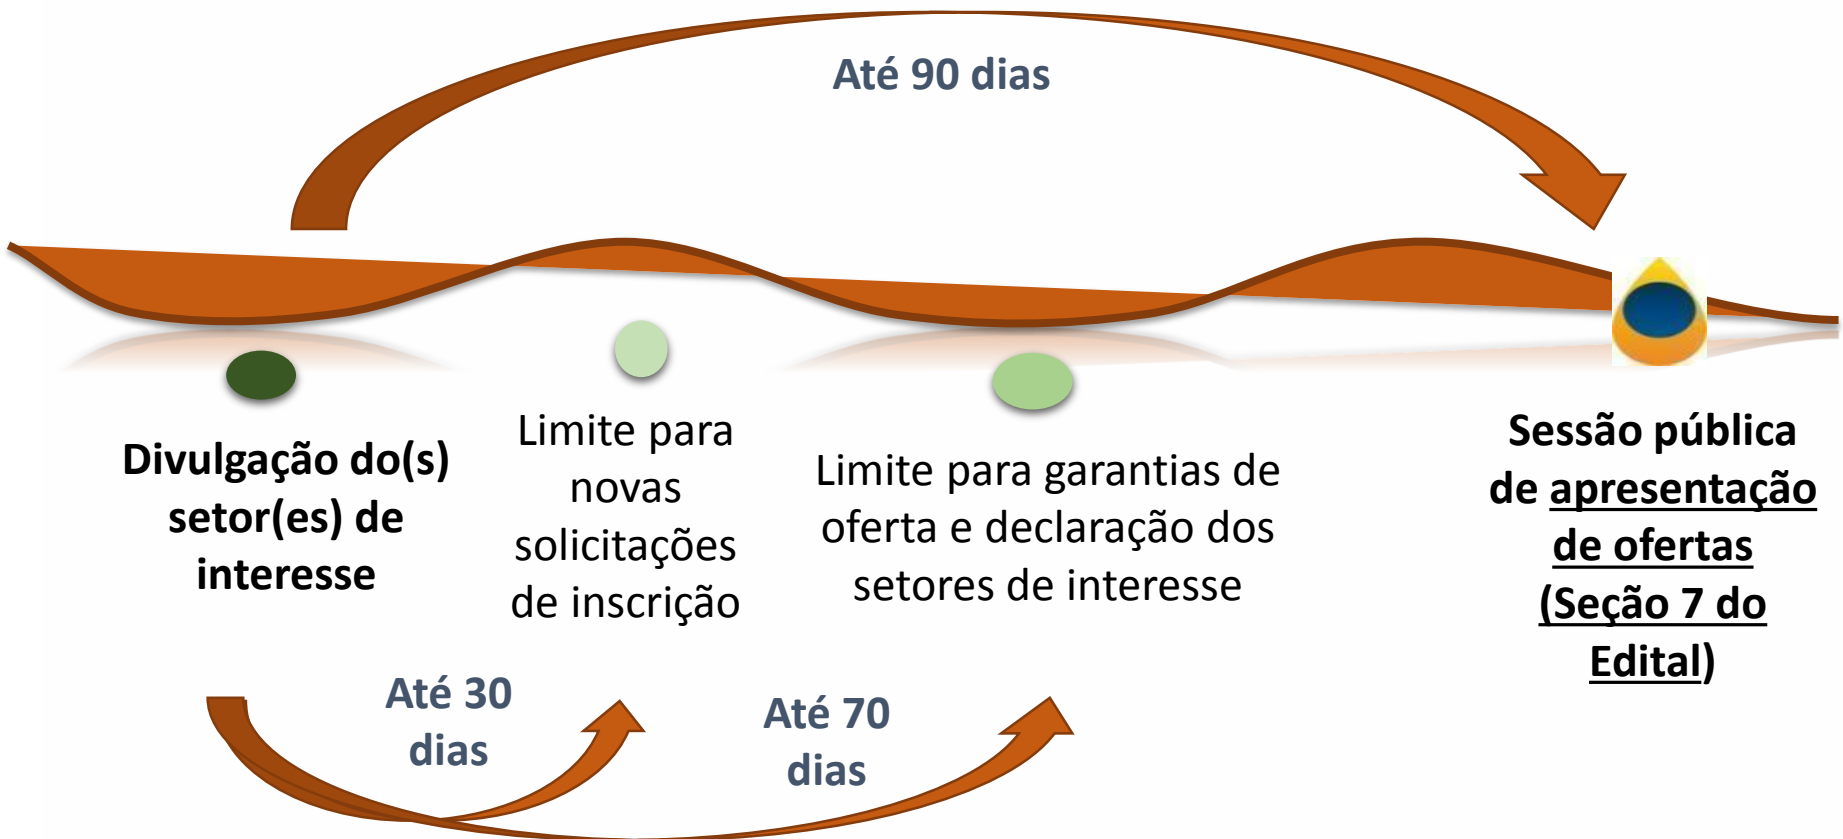 Até 90 dias
Divulgação do(s)
setor(es) de
interesse
Limite para
novas
solicitações
de inscrição
Limite para garantias de
oferta e declaração dos
setores de interesse
Sessão pública
de apresentação
de ofertas
(Seção 7 do
Edital)
Até 30
dias
Até 70
dias